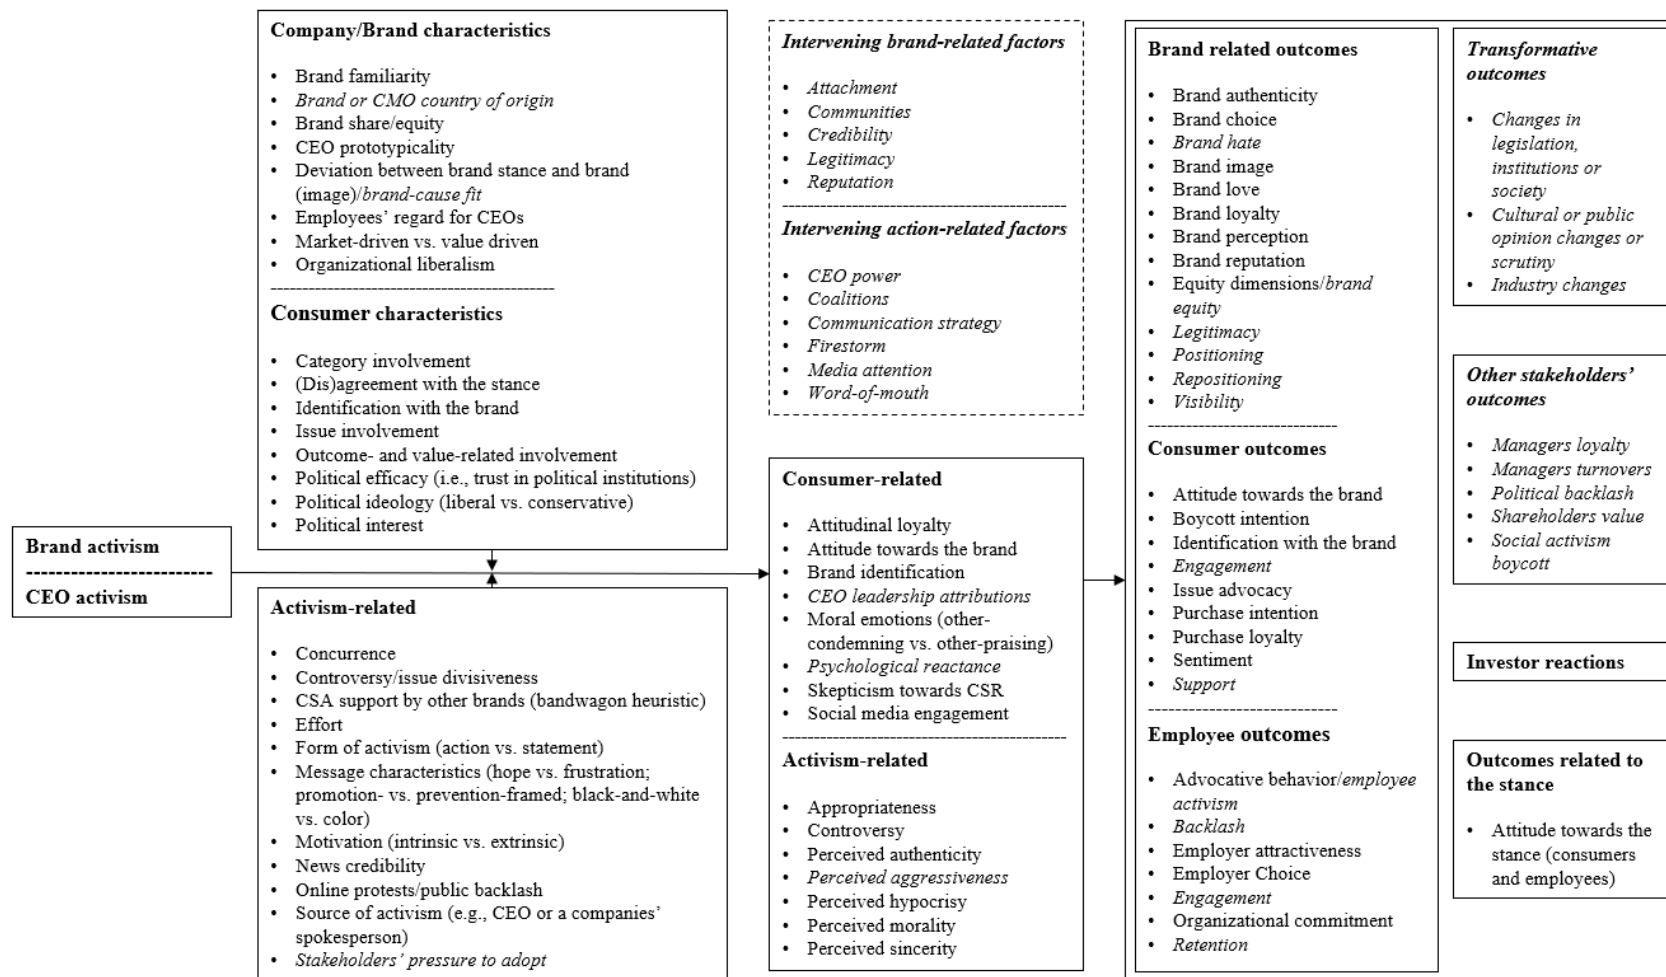 Brand activism
-------------------------
CEO activism
Company/Brand characteristics
• Brand familiarity
• Brand or CMO country of origin
• Brand share/equity
• CEO prototypicality
• Deviation between brand stance and brand
(image)/brand-cause fit
• Employees’ regard for CEOs
• Market-driven vs. value driven
• Organizational liberalism
---------------------------------------------
Consumer characteristics
• Category involvement
• (Dis)agreement with the stance
• Identification with the brand
• Issue involvement
• Outcome- and value-related involvement
• Political efficacy (i.e., trust in political institutions)
• Political ideology (liberal vs. conservative)
• Political interest
Activism-related
• Concurrence
• Controversy/issue divisiveness
• CSA support by other brands (bandwagon heuristic)
• Effort
• Form of activism (action vs. statement)
• Message characteristics (hope vs. frustration;
promotion- vs. prevention-framed; black-and-white
vs. color)
• Motivation (intrinsic vs. extrinsic)
• News credibility
• Online protests/public backlash
• Source of activism (e.g., CEO or a companies’
spokesperson)
• Stakeholders’ pressure to adopt
Intervening brand-related factors
• Attachment
• Communities
• Credibility
• Legitimacy
• Reputation
---------------------------------------------
Intervening action-related factors
• CEO power
• Coalitions
• Communication strategy
• Firestorm
• Media attention
• Word-of-mouth
Consumer-related
• Attitudinal loyalty
• Attitude towards the brand
• Brand identification
• CEO leadership attributions
• Moral emotions (other-
condemning vs. other-praising)
• Psychological reactance
• Skepticism towards CSR
• Social media engagement
---------------------------------------------
Activism-related
• Appropriateness
• Controversy
• Perceived authenticity
• Perceived aggressiveness
• Perceived hypocrisy
• Perceived morality
• Perceived sincerity
Brand related outcomes
• Brand authenticity
• Brand choice
• Brand hate
• Brand image
• Brand love
• Brand loyalty
• Brand perception
• Brand reputation
• Equity dimensions/brand
equity
• Legitimacy
• Positioning
• Repositioning
• Visibility
------------------------------
Consumer outcomes
• Attitude towards the brand
• Boycott intention
• Identification with the brand
• Engagement
• Issue advocacy
• Purchase intention
• Purchase loyalty
• Sentiment
• Support
------------------------------
Employee outcomes
• Advocative behavior/employee
activism
• Backlash
• Employer attractiveness
• Employer Choice
• Engagement
• Organizational commitment
• Retention
Transformative
outcomes
• Changes in
legislation,
institutions or
society
• Cultural or public
opinion changes or
scrutiny
• Industry changes
Other stakeholders’
outcomes
• Managers loyalty
• Managers turnovers
• Political backlash
• Shareholders value
• Social activism
boycott
Investor reactions
Outcomes related to
the stance
• Attitude towards the
stance (consumers
and employees)